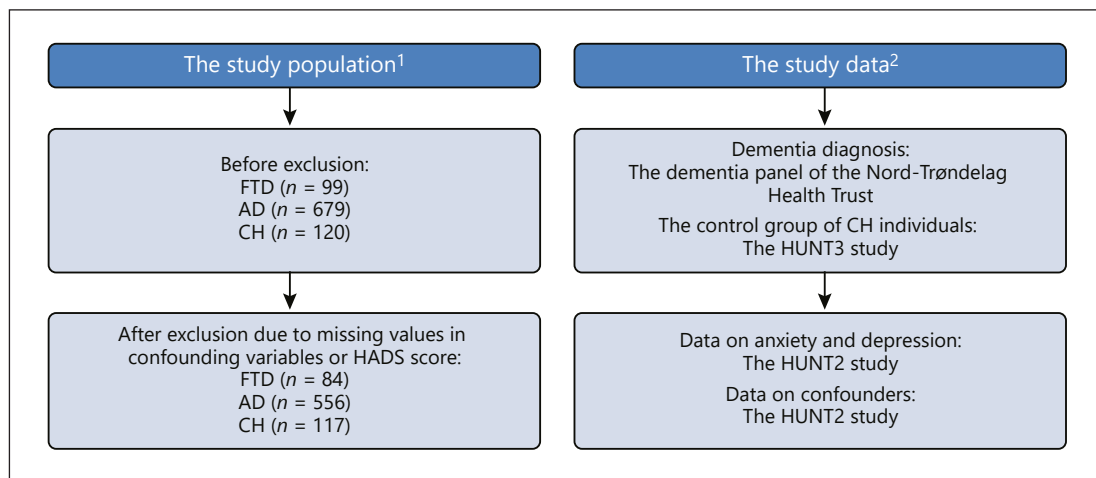 The study population¹
Before exclusion:
FTD (n = 99)
AD (n = 679)
CH (n = 120)
After exclusion due to missing values in
confounding variables or HADS score:
FTD (n = 84)
AD (n = 556)
CH (n = 117)
The study data²
Dementia diagnosis:
The dementia panel of the Nord-Trøndelag
Health Trust
The control group of CH individuals:
The HUNT3 study
Data on anxiety and depression:
The HUNT2 study
Data on confounders:
The HUNT2 study